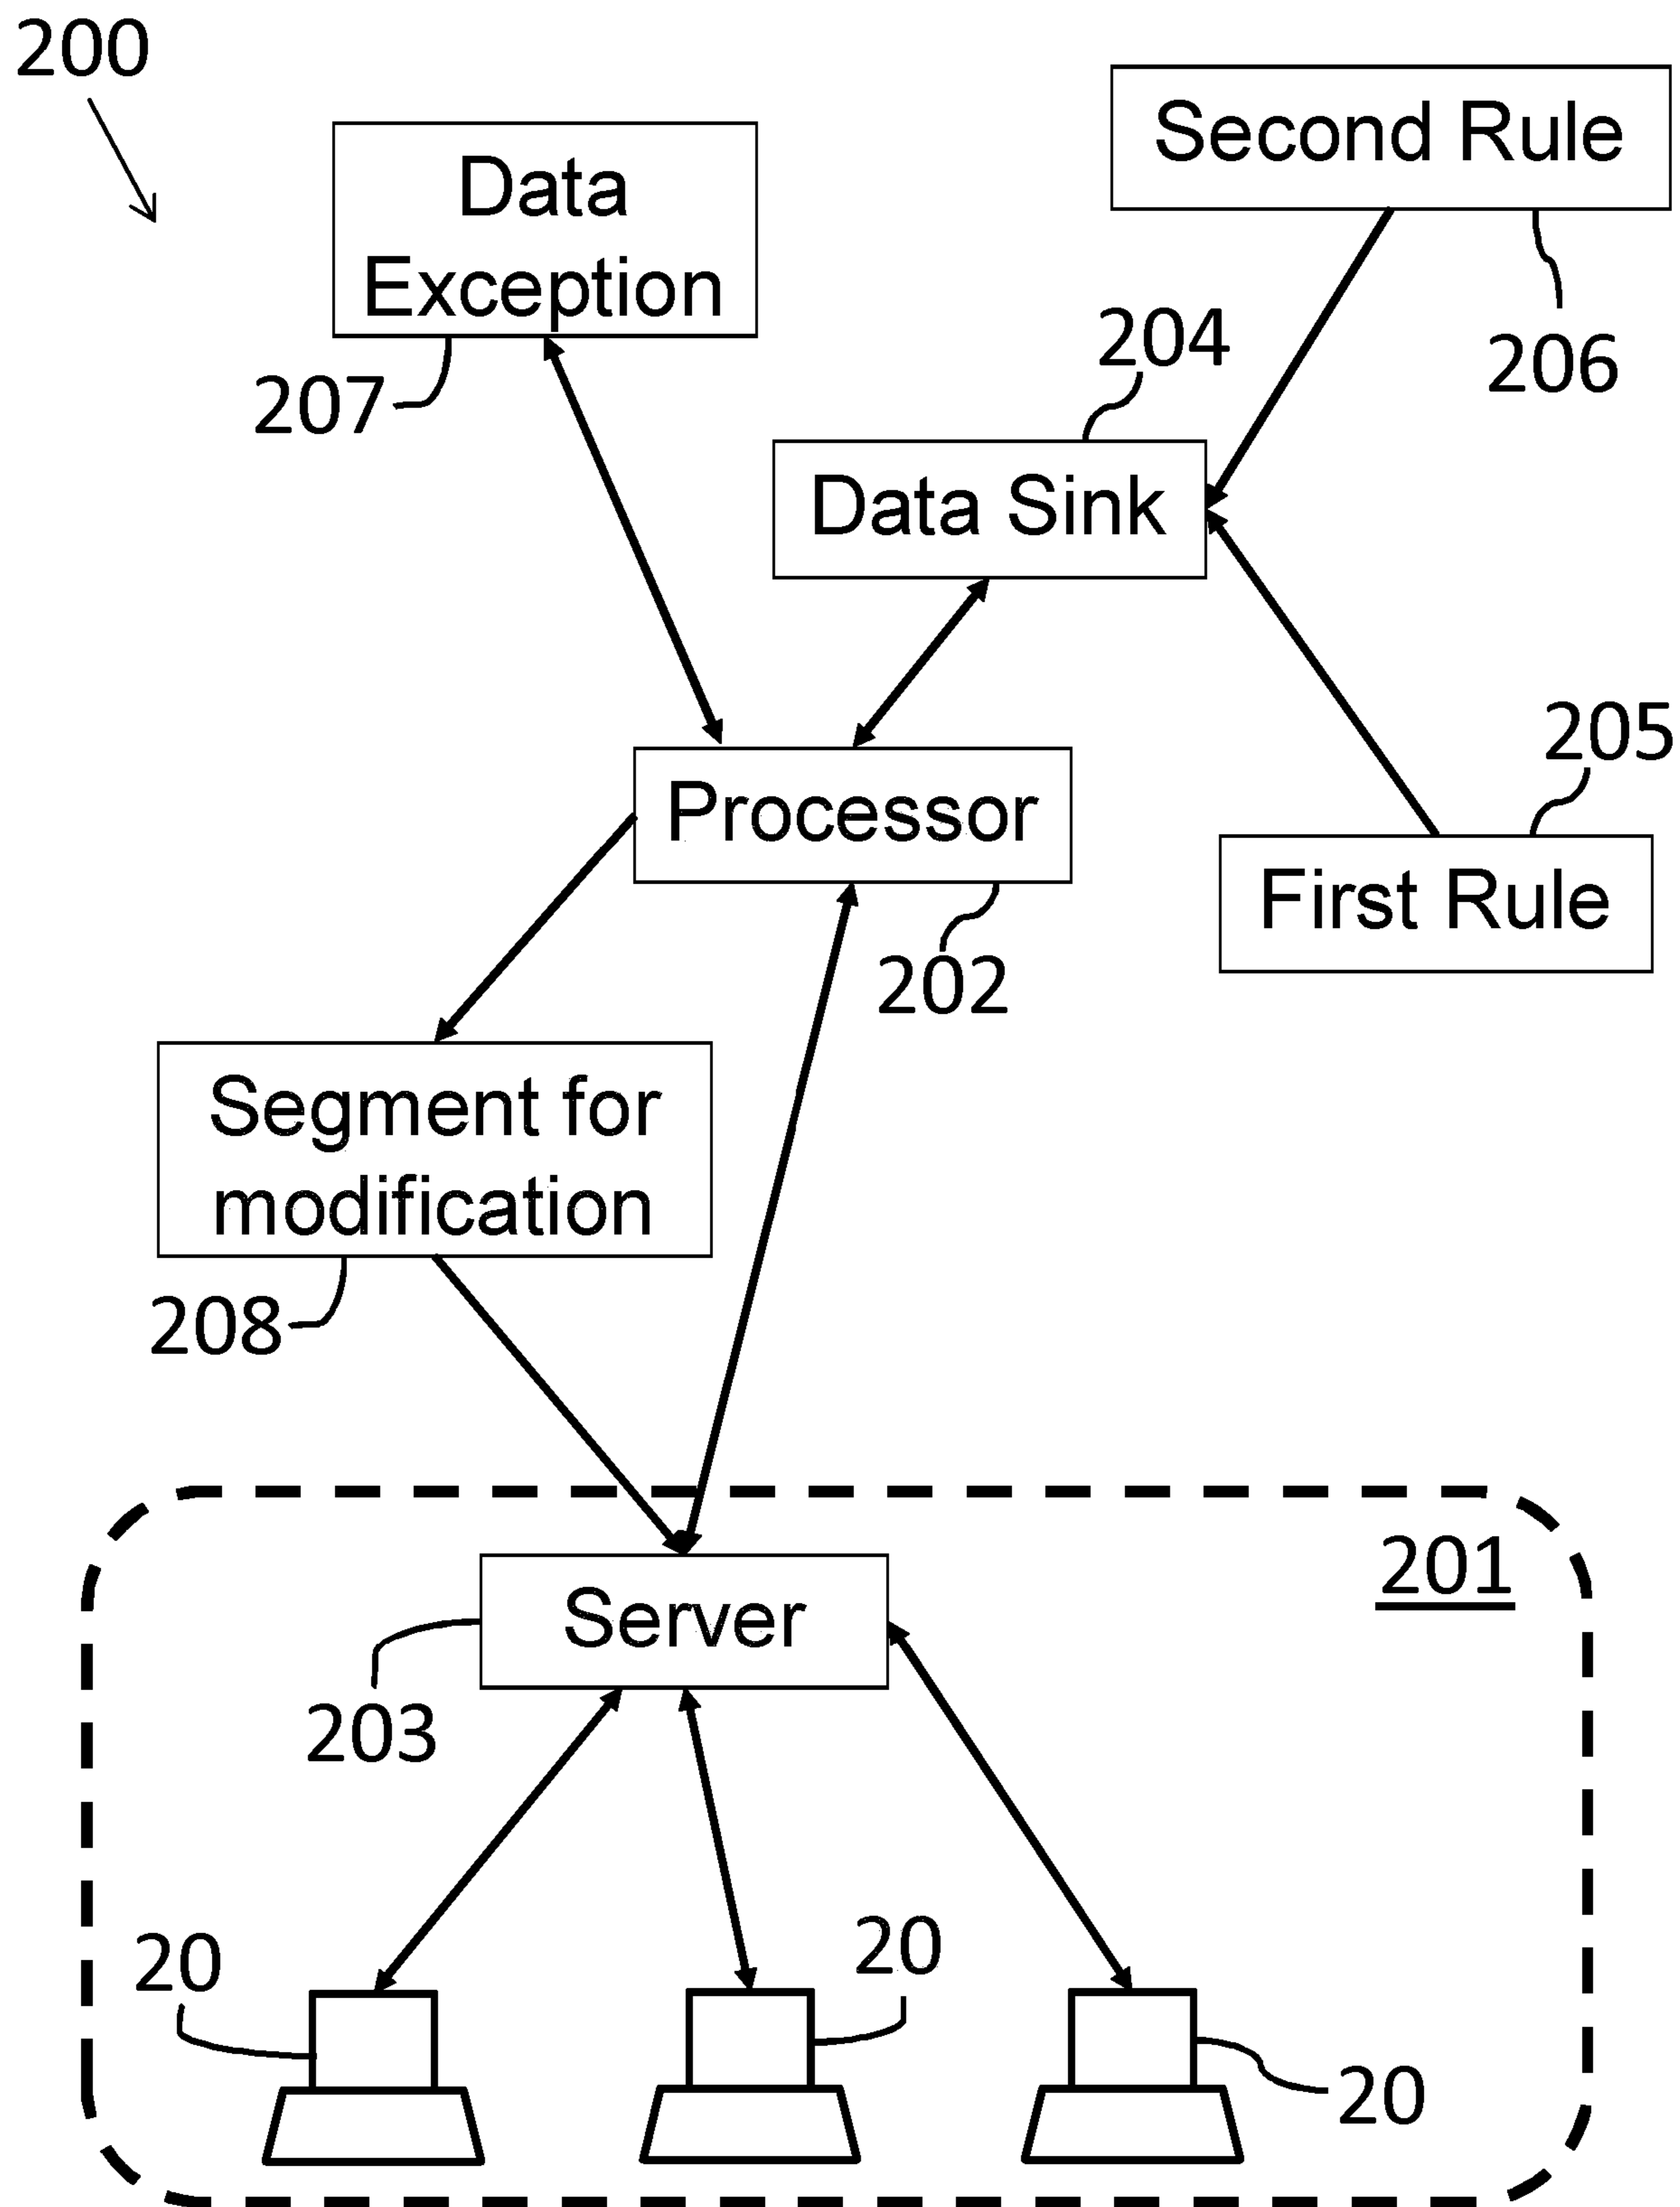 200
Second Rule
Data
Exception
204
206
207
Data Sink
205
Processor
First Rule
202
Segment for
modification
208
201
Server
203
20
20
20